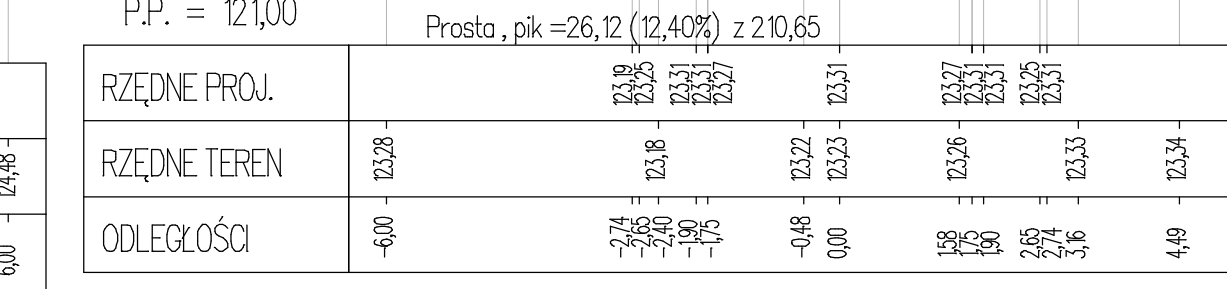 P.P. = 121,00
Prosta, pik =26,12 (12,40%) z 210,65
RZĘDNE PROJ. 123,19 123,25 123,31 123,31 123,27 123,31 123,27 123,31 123,31 123,25 123,31
24,48 RZĘDNE TEREN 123,28 123,18 123,22 123,23 123,26 123,33 123,34
6,00 ODLEGŁOŚCI -6,00 -2,74 -2,65 -2,40 -1,90 -1,75 -0,48 0,00 1,58 1,75 1,90 2,65 2,74 3,16 4,49